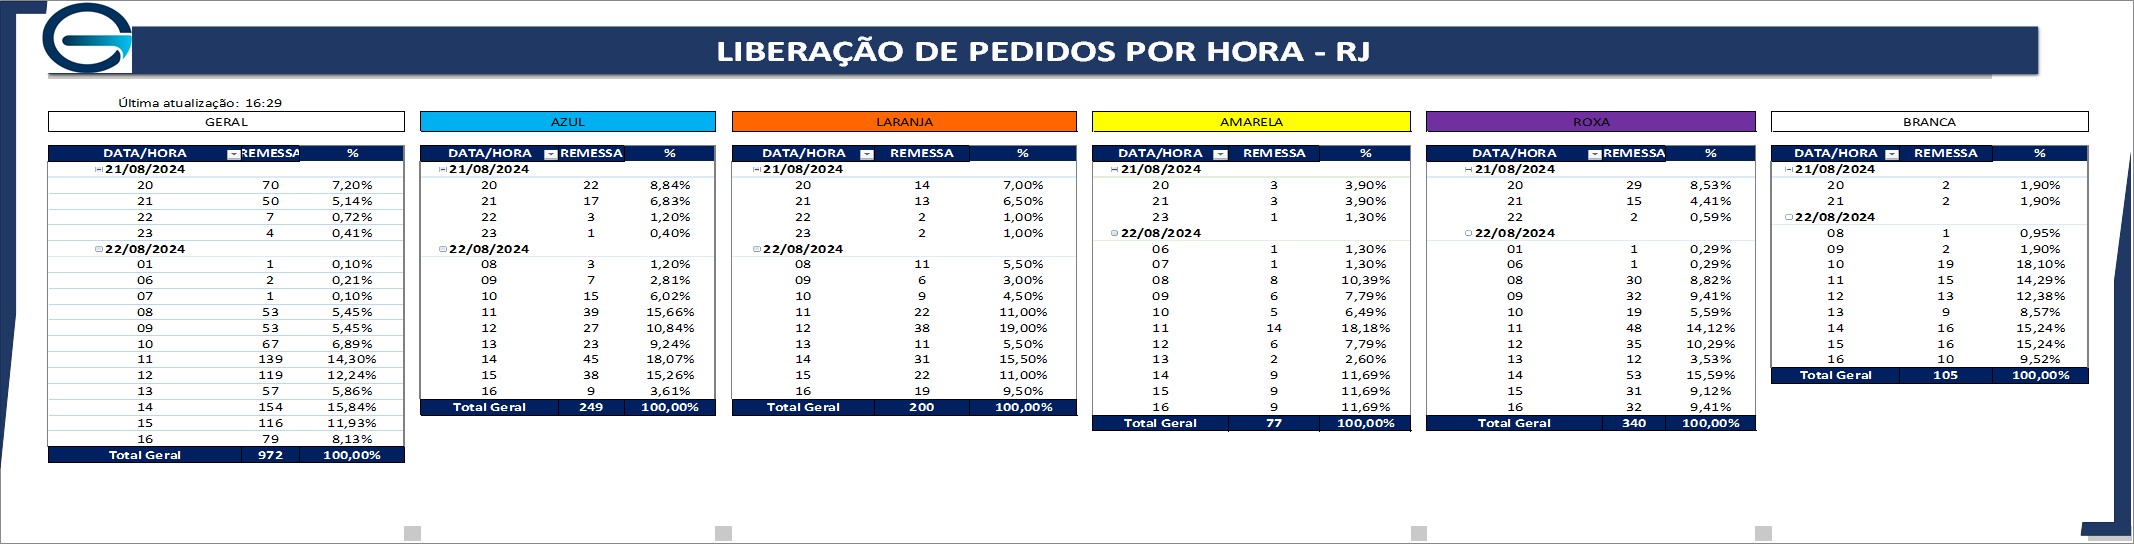 LIBERAÇÃO DE PEDIDOS POR HORA - RJ
Última atualização: 16:29
GERAL
DATA/HORA REMESSA %
21/08/2024
20 70 7,20%
21 50 5,14%
22 7 0,72%
23 4 0,41%
22/08/2024
01 1 0,10%
06 2 0,21%
07 1 0,10%
08 53 5,45%
09 53 5,45%
10 67 6,89%
11 139 14,30%
12 119 12,24%
13 57 5,86%
14 154 15,84%
15 116 11,93%
16 79 8,13%
Total Geral 972 100,00%
AZUL
DATA/HORA REMESSA %
21/08/2024
20 22 8,84%
21 17 6,83%
22 3 1,20%
23 1 0,40%
22/08/2024
08 3 1,20%
09 7 2,81%
10 15 6,02%
11 39 15,66%
12 27 10,84%
13 23 9,24%
14 45 18,07%
15 38 15,26%
16 9 3,61%
Total Geral 249 100,00%
LARANJA
DATA/HORA REMESSA %
21/08/2024
20 14 7,00%
21 13 6,50%
22 2 1,00%
23 2 1,00%
22/08/2024
08 11 5,50%
09 6 3,00%
10 9 4,50%
11 22 11,00%
12 38 19,00%
13 11 5,50%
14 31 15,50%
15 22 11,00%
16 19 9,50%
Total Geral 200 100,00%
AMARELA
DATA/HORA REMESSA %
21/08/2024
20 3 3,90%
21 3 3,90%
23 1 1,30%
22/08/2024
06 1 1,30%
07 1 1,30%
08 8 10,39%
09 6 7,79%
10 5 6,49%
11 14 18,18%
12 6 7,79%
13 2 2,60%
14 9 11,69%
15 9 11,69%
16 9 11,69%
Total Geral 77 100,00%
ROXA
DATA/HORA REMESSA %
21/08/2024
20 29 8,53%
21 15 4,41%
22 2 0,59%
22/08/2024
01 1 0,29%
06 1 0,29%
08 30 8,82%
09 32 9,41%
10 19 5,59%
11 48 14,12%
12 35 10,29%
13 12 3,53%
14 53 15,59%
15 31 9,12%
16 32 9,41%
Total Geral 340 100,00%
BRANCA
DATA/HORA REMESSA %
21/08/2024
20 2 1,90%
21 2 1,90%
22/08/2024
08 1 0,95%
09 2 1,90%
10 19 18,10%
11 15 14,29%
12 13 12,38%
13 9 8,57%
14 16 15,24%
15 16 15,24%
16 10 9,52%
Total Geral 105 100,00%